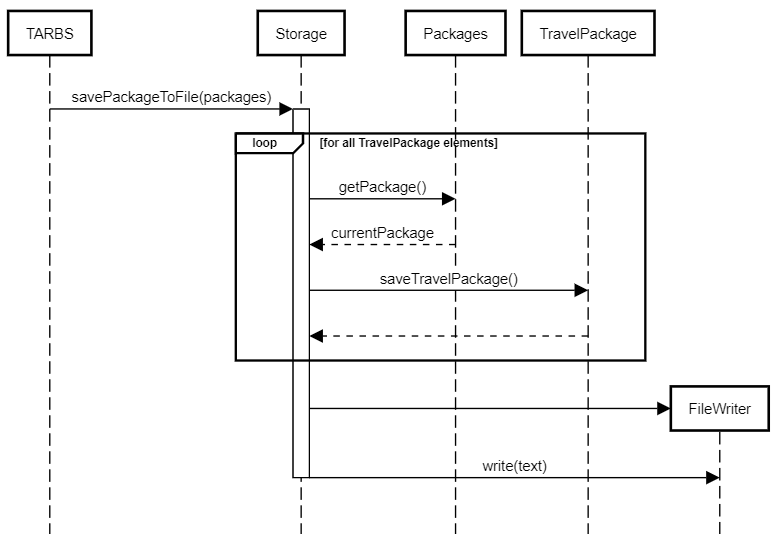 TARBS
Storage
Packages
TravelPackage
savePackageToFile(packages)
loop
[for all TravelPackage elements]
getPackage()
currentPackage
saveTravelPackage()
FileWriter
write(text)